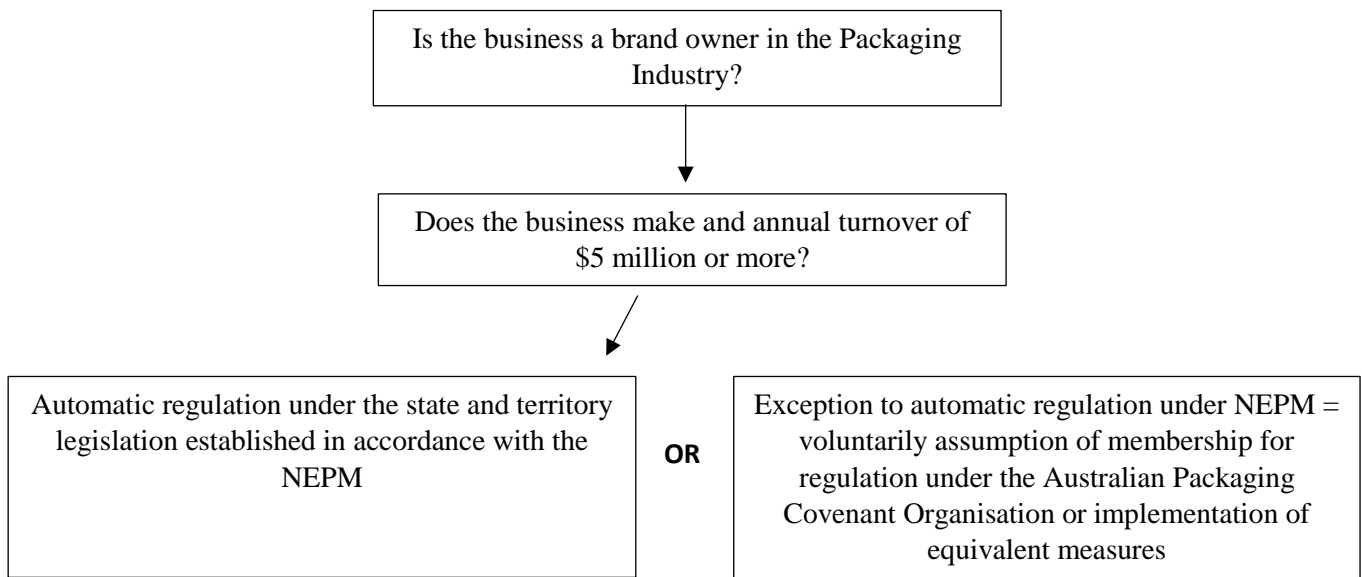 Is the business a brand owner in the Packaging
Industry?
Does the business make and annual turnover of
$5 million or more?
Automatic regulation under the state and territory
legislation established in accordance with the
NEPM
OR
Exception to automatic regulation under NEPM =
voluntarily assumption of membership for
regulation under the Australian Packaging
Covenant Organisation or implementation of
equivalent measures